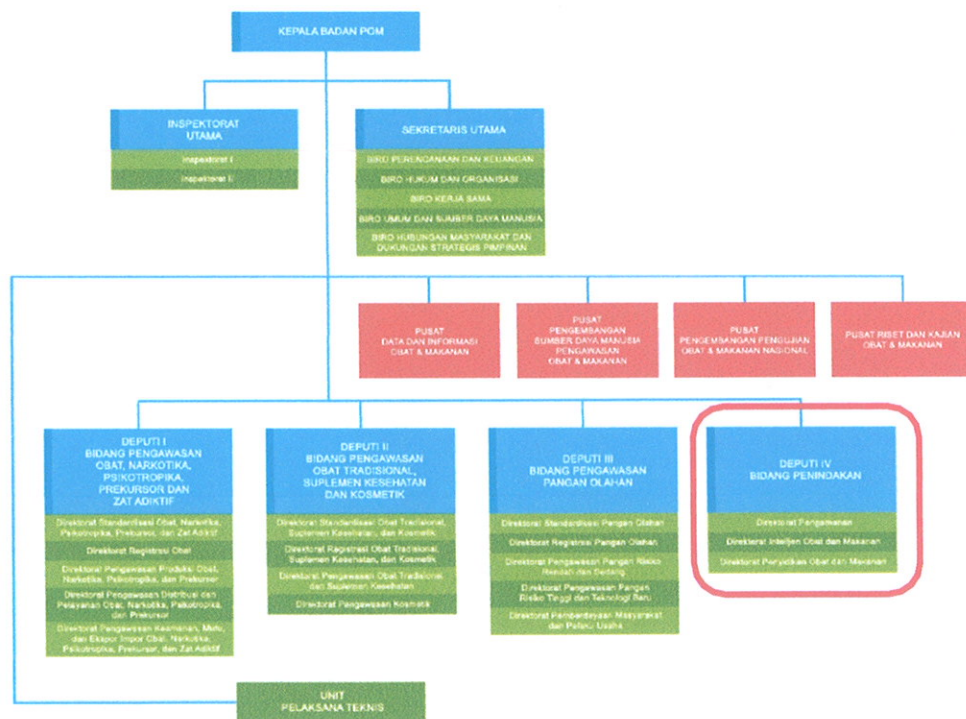 KEPALA BADAN POM
INSPEKTORAT
UTAMA
Inspektorat I
Inspektorat II
SEKRETARIS UTAMA
BIRO PERENCANAAN DAN KEUANGAN
BIRO HUKUM DAN ORGANISASI
BIRO KERJA SAMA
BIRO UMUM DAN SUMBER DAYA MANUSIA
BIRO HUBUNGAN MASYARAKAT DAN
DUKUNGAN STRATEGIS PIMPINAN
PUSAT
DATA DAN INFORMASI
OBAT & MAKANAN
PUSAT
PENGEMBANGAN
SUMBER DAYA MANUSIA
PENGAWASAN
OBAT & MAKANAN
PUSAT
PENGEMBANGAN PENGUJIAN
OBAT & MAKANAN NASIONAL
PUSAT RISET DAN KAJIAN
OBAT & MAKANAN
DEPUTI I
BIDANG PENGAWASAN
OBAT, NARKOTIKA,
PSIKOTROPIKA,
PREKURSOR DAN
ZAT ADIKTIF
Direktorat Standardisasi Obat, Narkotika,
Psikotropika, Prekursor, dan Zat Adiktif
Direktorat Registrasi Obat
Direktorat Pengawasan Produksi Obat,
Narkotika, Psikotropika, dan Prekursor
Direktorat Pengawasan Distribusi dan
Pelayanan Obat, Narkotika, Psikotropika,
dan Prekursor
Direktorat Pengawasan Keamanan, Mutu,
dan Ekspor Impor Obat, Narkotika,
Psikotropika, Prekursor, dan Zat Adiktif
DEPUTI II
BIDANG PENGAWASAN
OBAT TRADISIONAL,
SUPLEMEN KESEHATAN
DAN KOSMETIK
Direktorat Standardisasi Obat Tradisional,
Suplemen Kesehatan, dan Kosmetik
Direktorat Registrasi Obat Tradisional,
Suplemen Kesehatan, dan Kosmetik
Direktorat Pengawasan Obat Tradisional
dan Suplemen Kesehatan
Direktorat Pengawasan Kosmetik
DEPUTI III
BIDANG PENGAWASAN
PANGAN OLAHAN
Direktorat Standardisasi Pangan Olahan
Direktorat Registrasi Pangan Olahan
Direktorat Pengawasan Pangan Risiko
Rendah dan Sedang
Direktorat Pengawasan Pangan
Risiko Tinggi dan Teknologi Baru
Direktorat Pemberdayaan Masyarakat
dan Pelaku Usaha
DEPUTI IV
BIDANG PENINDAKAN
Direktorat Pengamanan
Direktorat Intelijen Obat dan Makanan
Direktorat Penyidikan Obat dan Makanan
UNIT
PELAKSANA TEKNIS